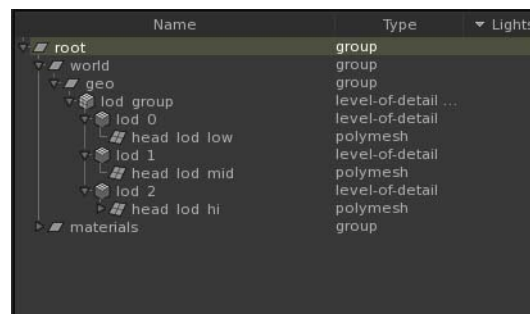 Name Type Lights
root group
world group
geo group
lod group level-of-detail ...
lod 0 level-of-detail
head lod low polymesh
lod 1 level-of-detail
head lod mid polymesh
lod 2 level-of-detail
head lod hi polymesh
materials group